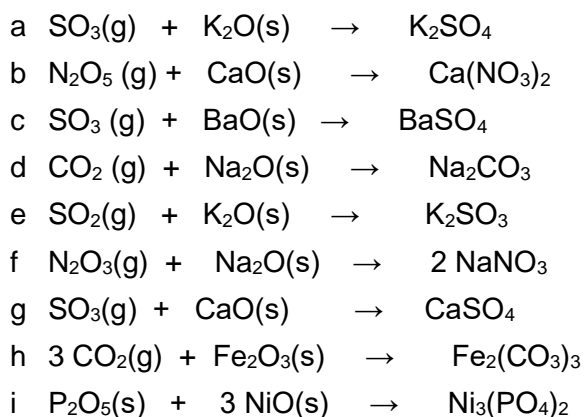 a SO₃(g) + K₂O(s) → K₂SO₄
b N₂O₅ (g) + CaO(s) → Ca(NO₃)₂
c SO₃ (g) + BaO(s) → BaSO₄
d CO₂ (g) + Na₂O(s) → Na₂CO₃
e SO₂(g) + K₂O(s) → K₂SO₃
f N₂O₃(g) + Na₂O(s) → 2 NaNO₃
g SO₃(g) + CaO(s) → CaSO₄
h 3 CO₂(g) + Fe₂O₃(s) → Fe₂(CO₃)₃
i P₂O₅(s) + 3 NiO(s) → Ni₃(PO₄)₂